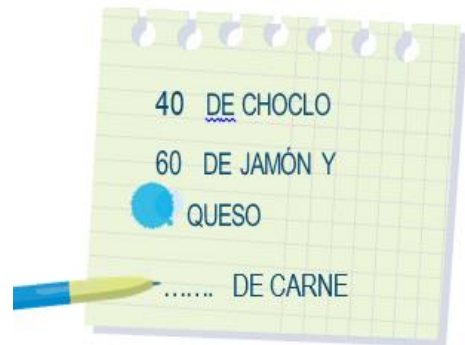 40 DE CHOCLO
60 DE JAMÓN Y
QUESO
....... DE CARNE